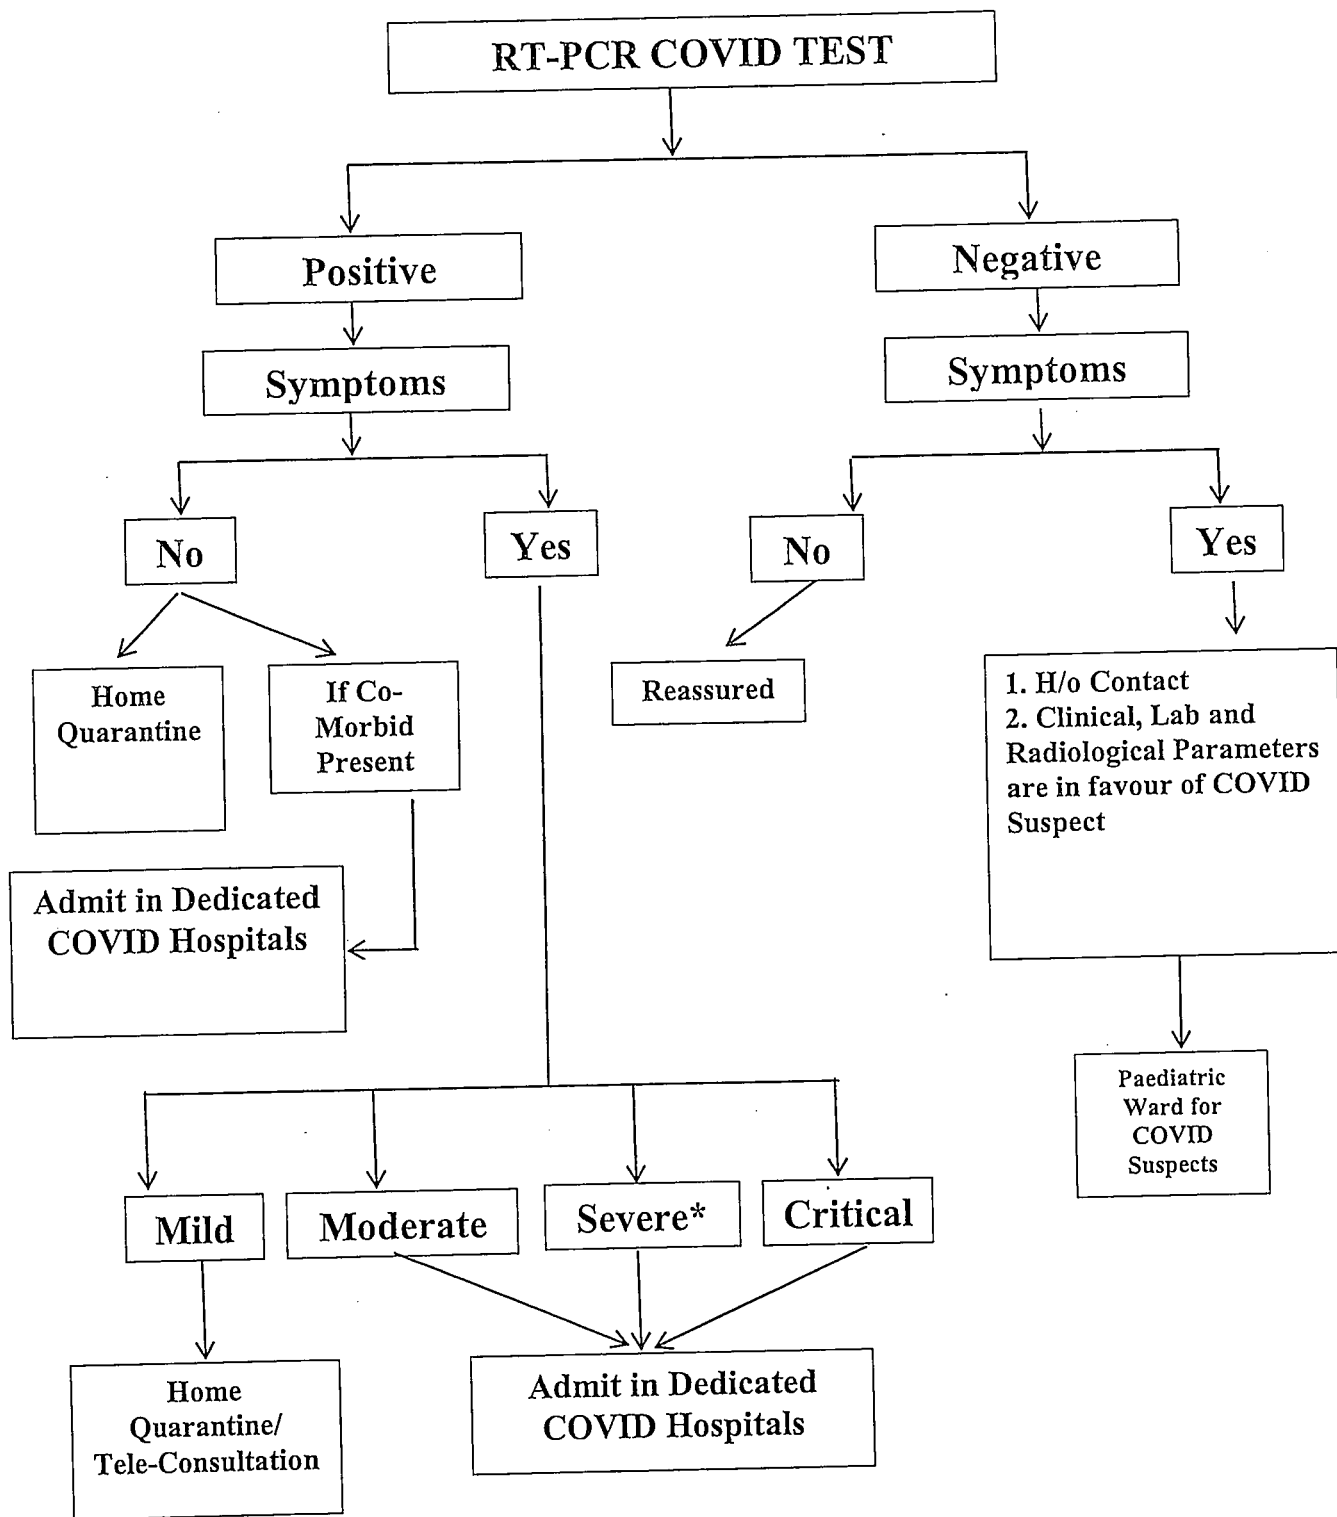 RT-PCR COVID TEST
Positive
Negative
Symptoms
Symptoms
No
Yes
No
Yes
Home
Quarantine
If Co-
Morbid
Present
Reassured
1. H/o Contact
2. Clinical, Lab and
Radiological Parameters
are in favour of COVID
Suspect
Admit in Dedicated
COVID Hospitals
Paediatric
Ward for
COVID
Suspects
Mild
Moderate
Severe*
Critical
Home
Quarantine/
Tele-Consultation
Admit in Dedicated
COVID Hospitals